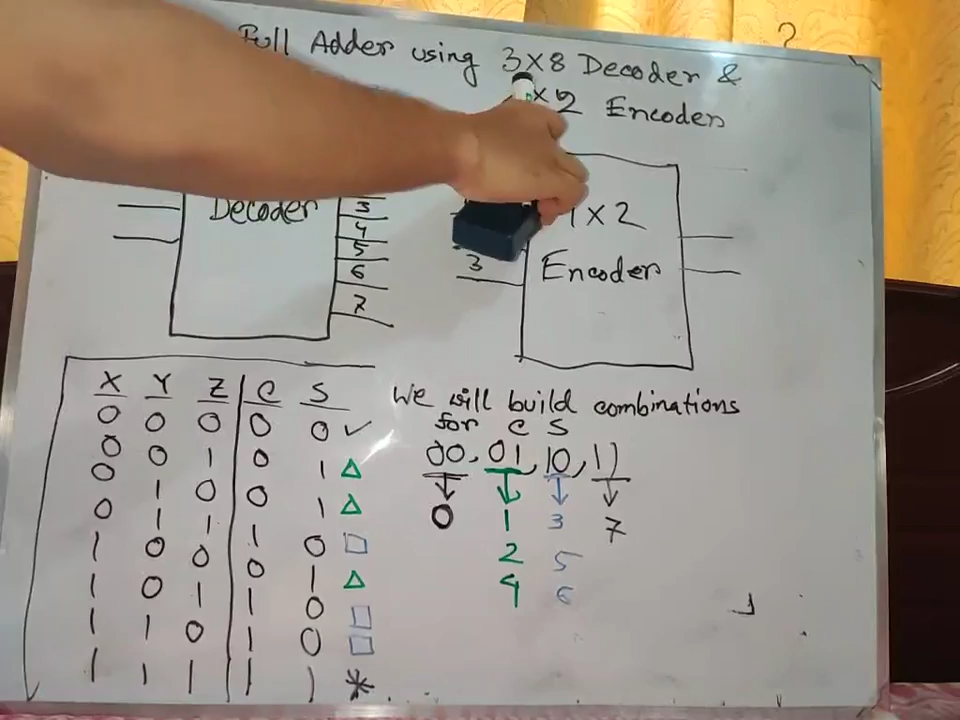 Full Adder using 3X8 Decoder &
X2 Encoder
Decoder
3
4
5
6
7
3
X2
Encoder
X Y Z C S
0 0 0 0 0 ✓
0 0 1 0 1 △
0 1 0 0 1 △
0 1 1 1 0 □
1 0 0 0 1 △
1 0 1 1 0 □
1 1 0 1 0 □
1 1 1 1 1 *
We will build combinations
for C S
00, 01, 10, 11
0 1 3 7
2 5
4 6